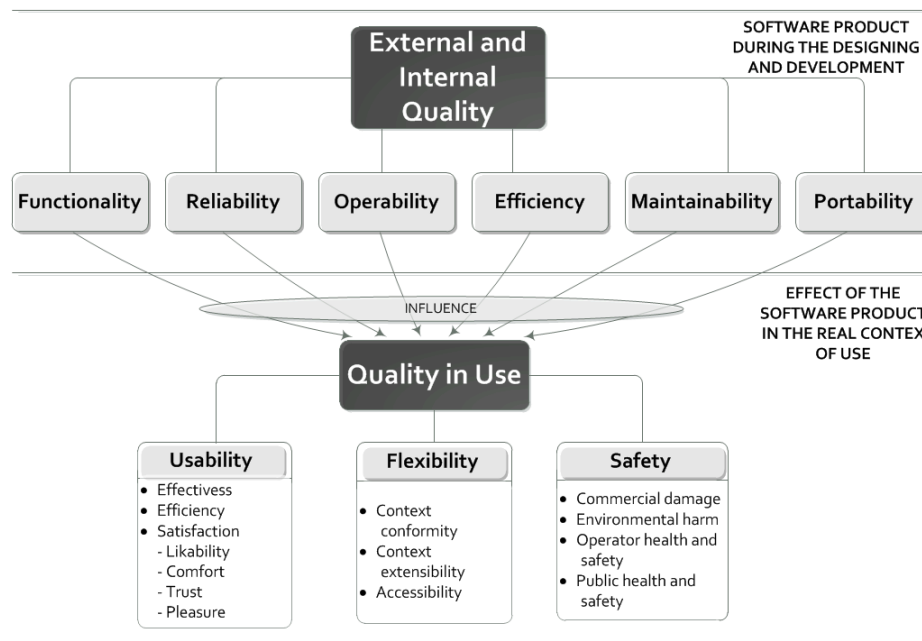 SOFTWARE PRODUCT
DURING THE DESIGNING
AND DEVELOPMENT
External and
Internal
Quality
Functionality
Reliability
Operability
Efficiency
Maintainability
Portability
INFLUENCE
EFFECT OF THE
SOFTWARE PRODUCT
IN THE REAL CONTEX
OF USE
Quality in Use
Usability
• Effectivess
• Efficiency
• Satisfaction
- Likability
- Comfort
- Trust
- Pleasure
Flexibility
• Context
conformity
• Context
extensibility
• Accessibility
Safety
• Commercial damage
• Environmental harm
• Operator health and
safety
• Public health and
safety